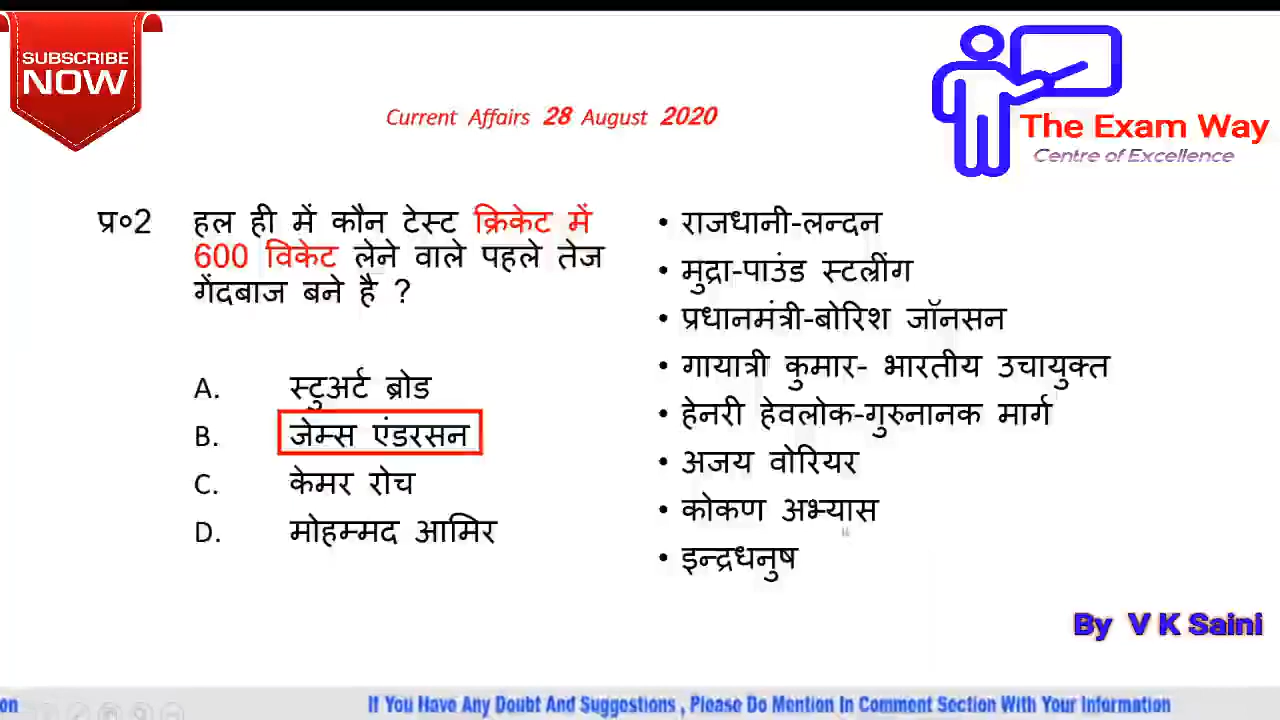 SUBSCRIBE
NOW
Current Affairs 28 August 2020
The Exam Way
Centre of Excellence
प्र०2 हल ही में कौन टेस्ट क्रिकेट में
600 विकेट लेने वाले पहले तेज
गेंदबाज बने है ?
A. स्टुअर्ट ब्रोड
B. जेम्स एंडरसन
C. केमर रोच
D. मोहम्मद आमिर
• राजधानी-लन्दन
• मुद्रा-पाउंड स्टर्लीग
• प्रधानमंत्री-बोरिश जॉनसन
• गायात्री कुमार- भारतीय उचायुक्त
• हेनरी हेवलोक-गुरुनानक मार्ग
• अजय वोरियर
• कोकण अभ्यास
• इन्द्रधनुष
By V K Saini
on If You Have Any Doubt And Suggestions , Please Do Mention In Comment Section With Your Information